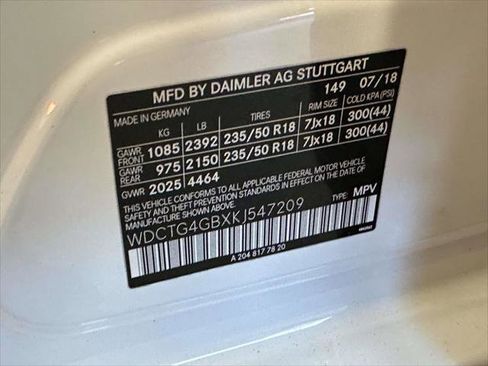 MFD BY DAIMLER AG STUTTGART
MADE IN GERMANY 149 07/18
KG LB TIRES RIM SIZE COLD KPA (PSI)
GAWR FRONT 1085 2392 235/50 R18 7Jx18 300(44)
GAWR REAR 975 2150 235/50 R18 7Jx18 300(44)
GVWR 2025 4464
THIS VEHICLE CONFORMS TO ALL APPLICABLE FEDERAL MOTOR VEHICLE
SAFETY STANDARDS IN EFFECT ON THE DATE OF
MANUFACTURE SHOWN ABOVE. TYPE: MPV
WDCTG4GBXKJ547209
A 204 817 78 20